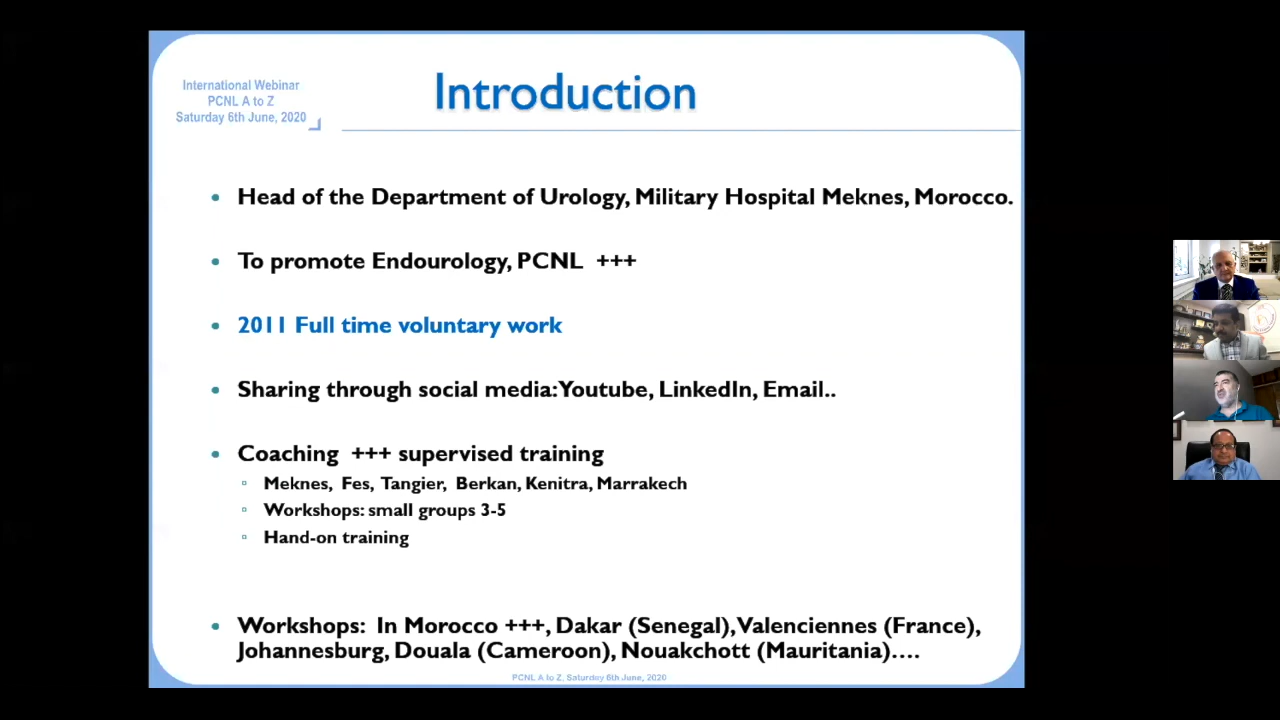 International Webinar
PCNL A to Z
Saturday 6th June, 2020
Introduction
Head of the Department of Urology, Military Hospital Meknes, Morocco.
To promote Endourology, PCNL +++
2011 Full time voluntary work
Sharing through social media:Youtube, LinkedIn, Email..
Coaching +++ supervised training
Meknes, Fes, Tangier, Berkan, Kenitra, Marrakech
Workshops: small groups 3-5
Hand-on training
Workshops: In Morocco +++, Dakar (Senegal), Valenciennes (France),
Johannesburg, Douala (Cameroon), Nouakchott (Mauritania)....
PCNL A to Z, Saturday 6th June, 2020